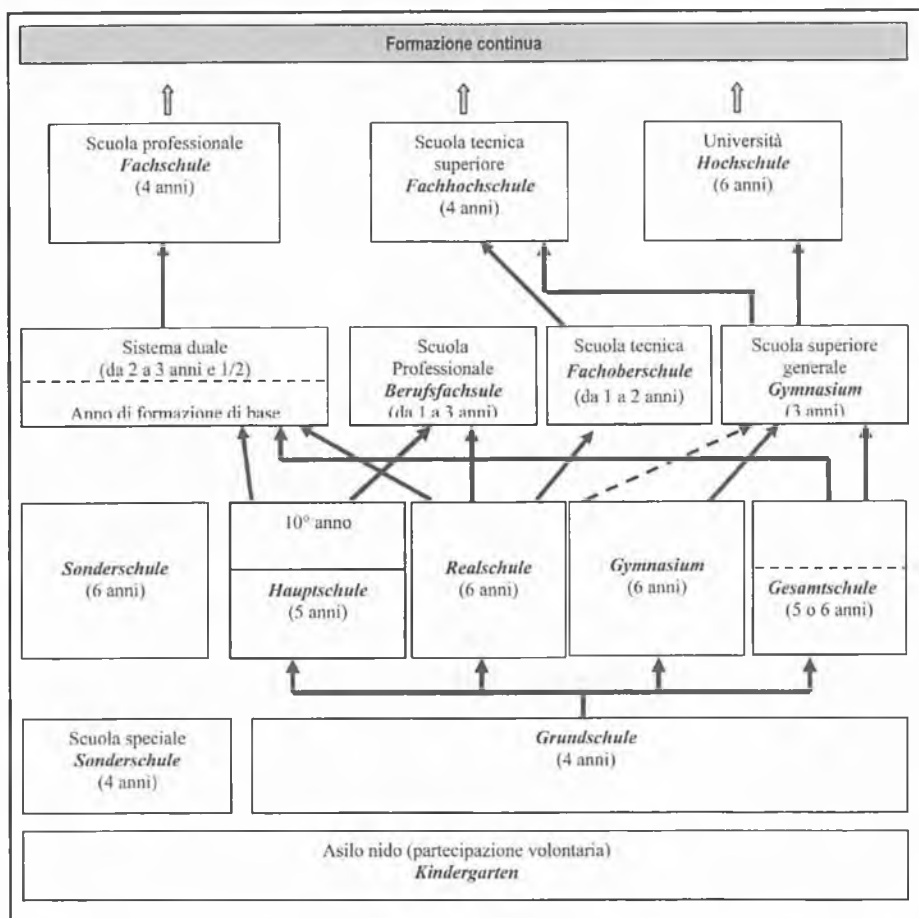 Formazione continua
Scuola professionale
Fachschule
(4 anni)
Scuola tecnica
superiore
Fachhochschule
(4 anni)
Università
Hochschule
(6 anni)
Sistema duale
(da 2 a 3 anni e 1/2)
Anno di formazione di base
Scuola
Professionale
Berufsfachsule
(da 1 a 3 anni)
Scuola tecnica
Fachoberschule
(da 1 a 2 anni)
Scuola superiore
generale
Gymnasium
(3 anni)
Sonderschule
(6 anni)
10° anno
Hauptschule
(5 anni)
Realschule
(6 anni)
Gymnasium
(6 anni)
Gesamtschule
(5 o 6 anni)
Scuola speciale
Sonderschule
(4 anni)
Grundschule
(4 anni)
Asilo nido (partecipazione volontaria)
Kindergarten